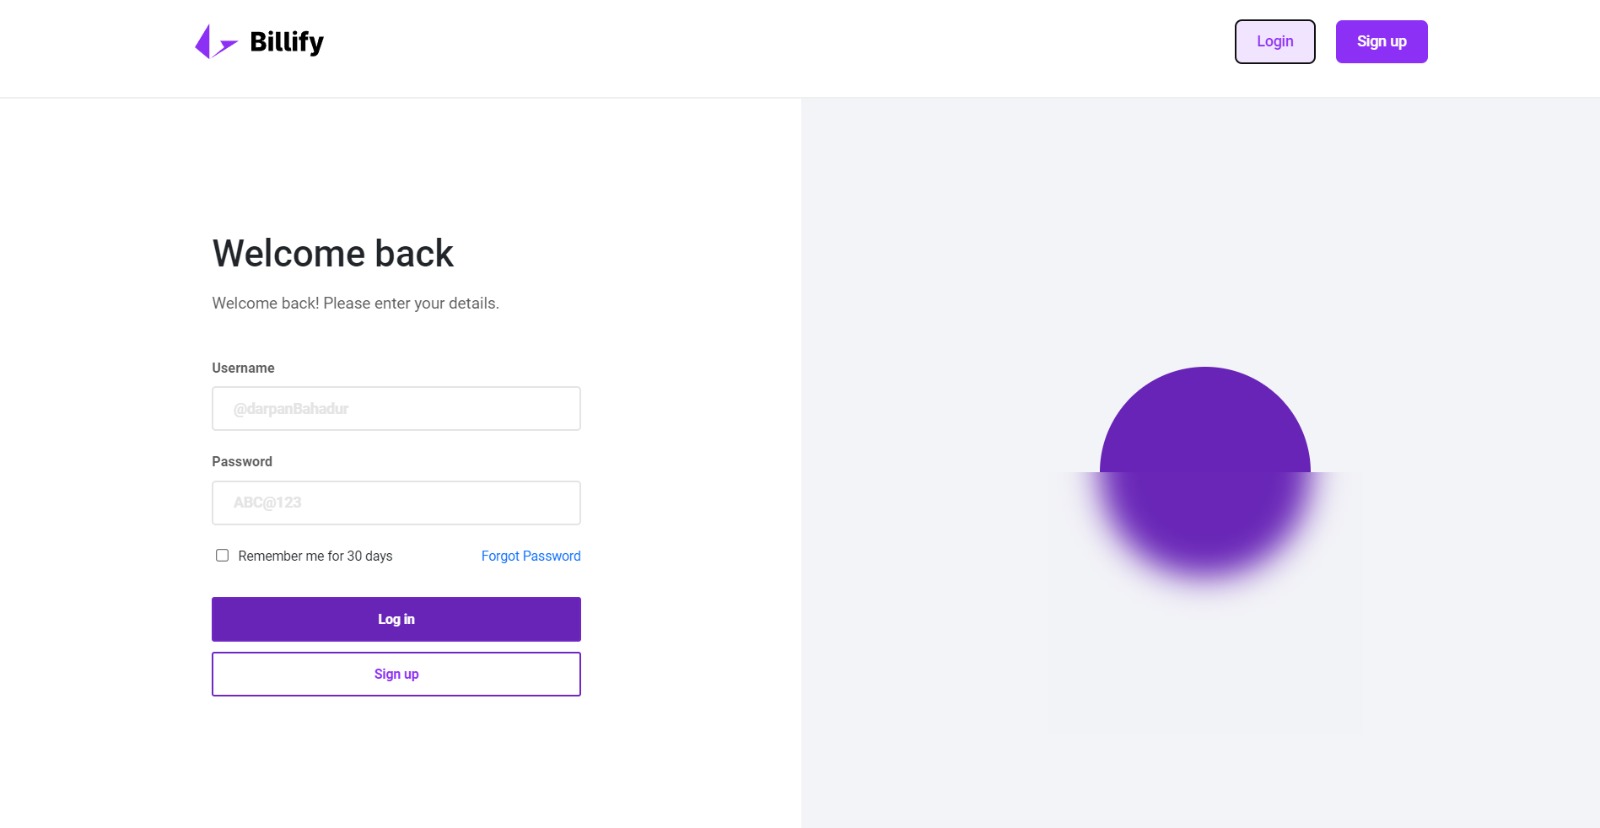 Billify
Login
Sign up
Welcome back
Welcome back! Please enter your details.
Username
@darpanBahadur
Password
ABC@123
Remember me for 30 days
Forgot Password
Log in
Sign up